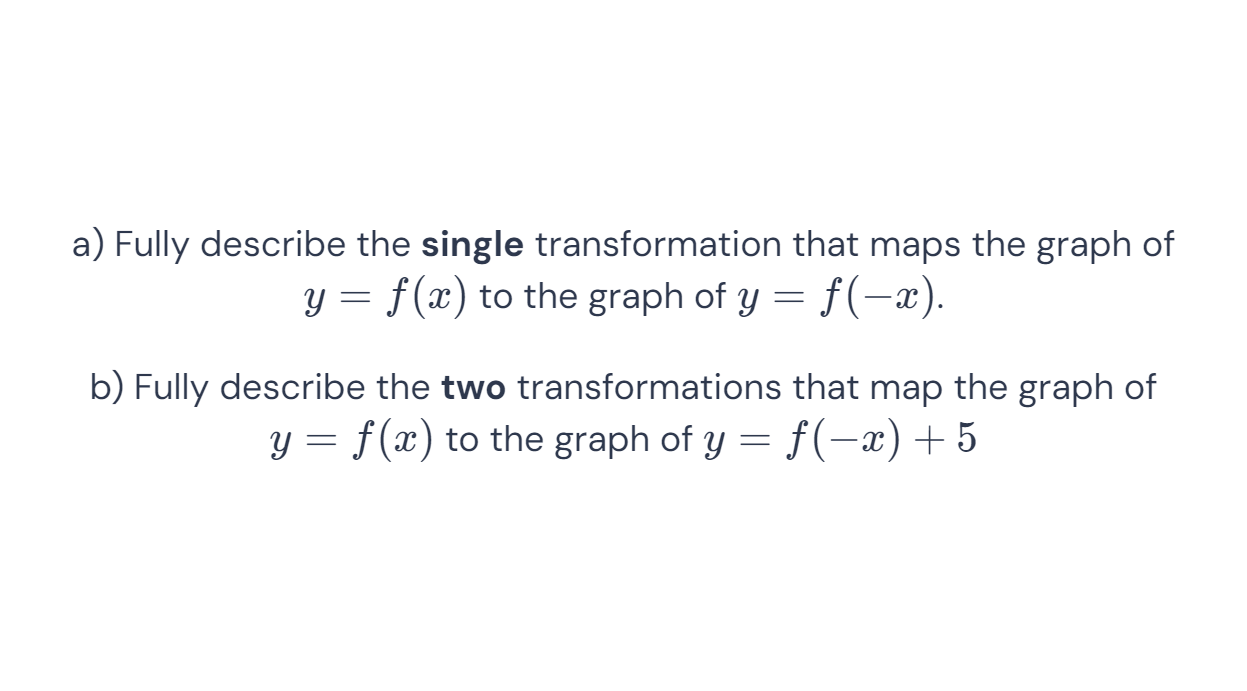 a) Fully describe the single transformation that maps the graph of
y = f(x) to the graph of y = f(−x).
b) Fully describe the two transformations that map the graph of
y = f(x) to the graph of y = f(−x) + 5